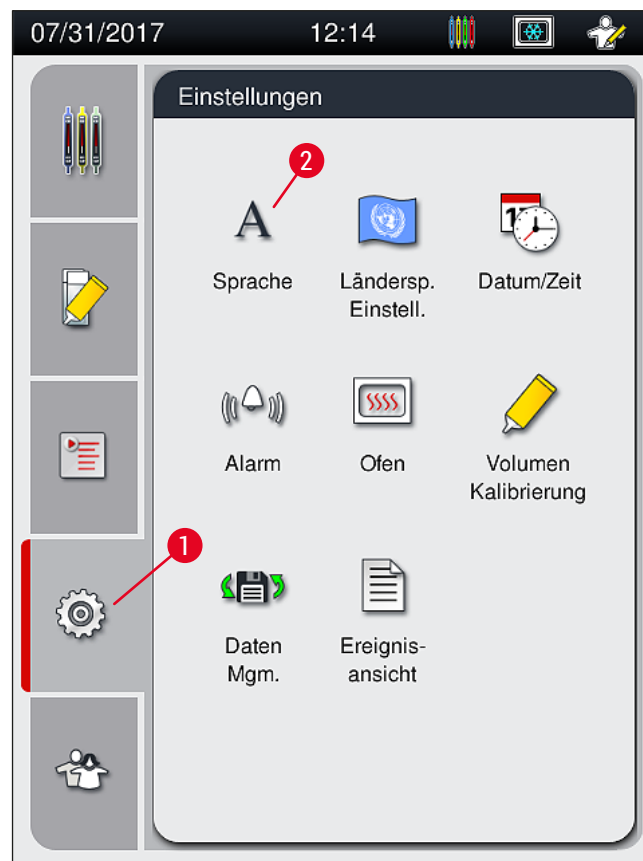 07/31/2017 12:14
Einstellungen
2
Sprache
Ländersp.
Einstell.
17
Datum/Zeit
Alarm
Ofen
Volumen
Kalibrierung
1
Daten
Mgm.
Ereignis-
ansicht